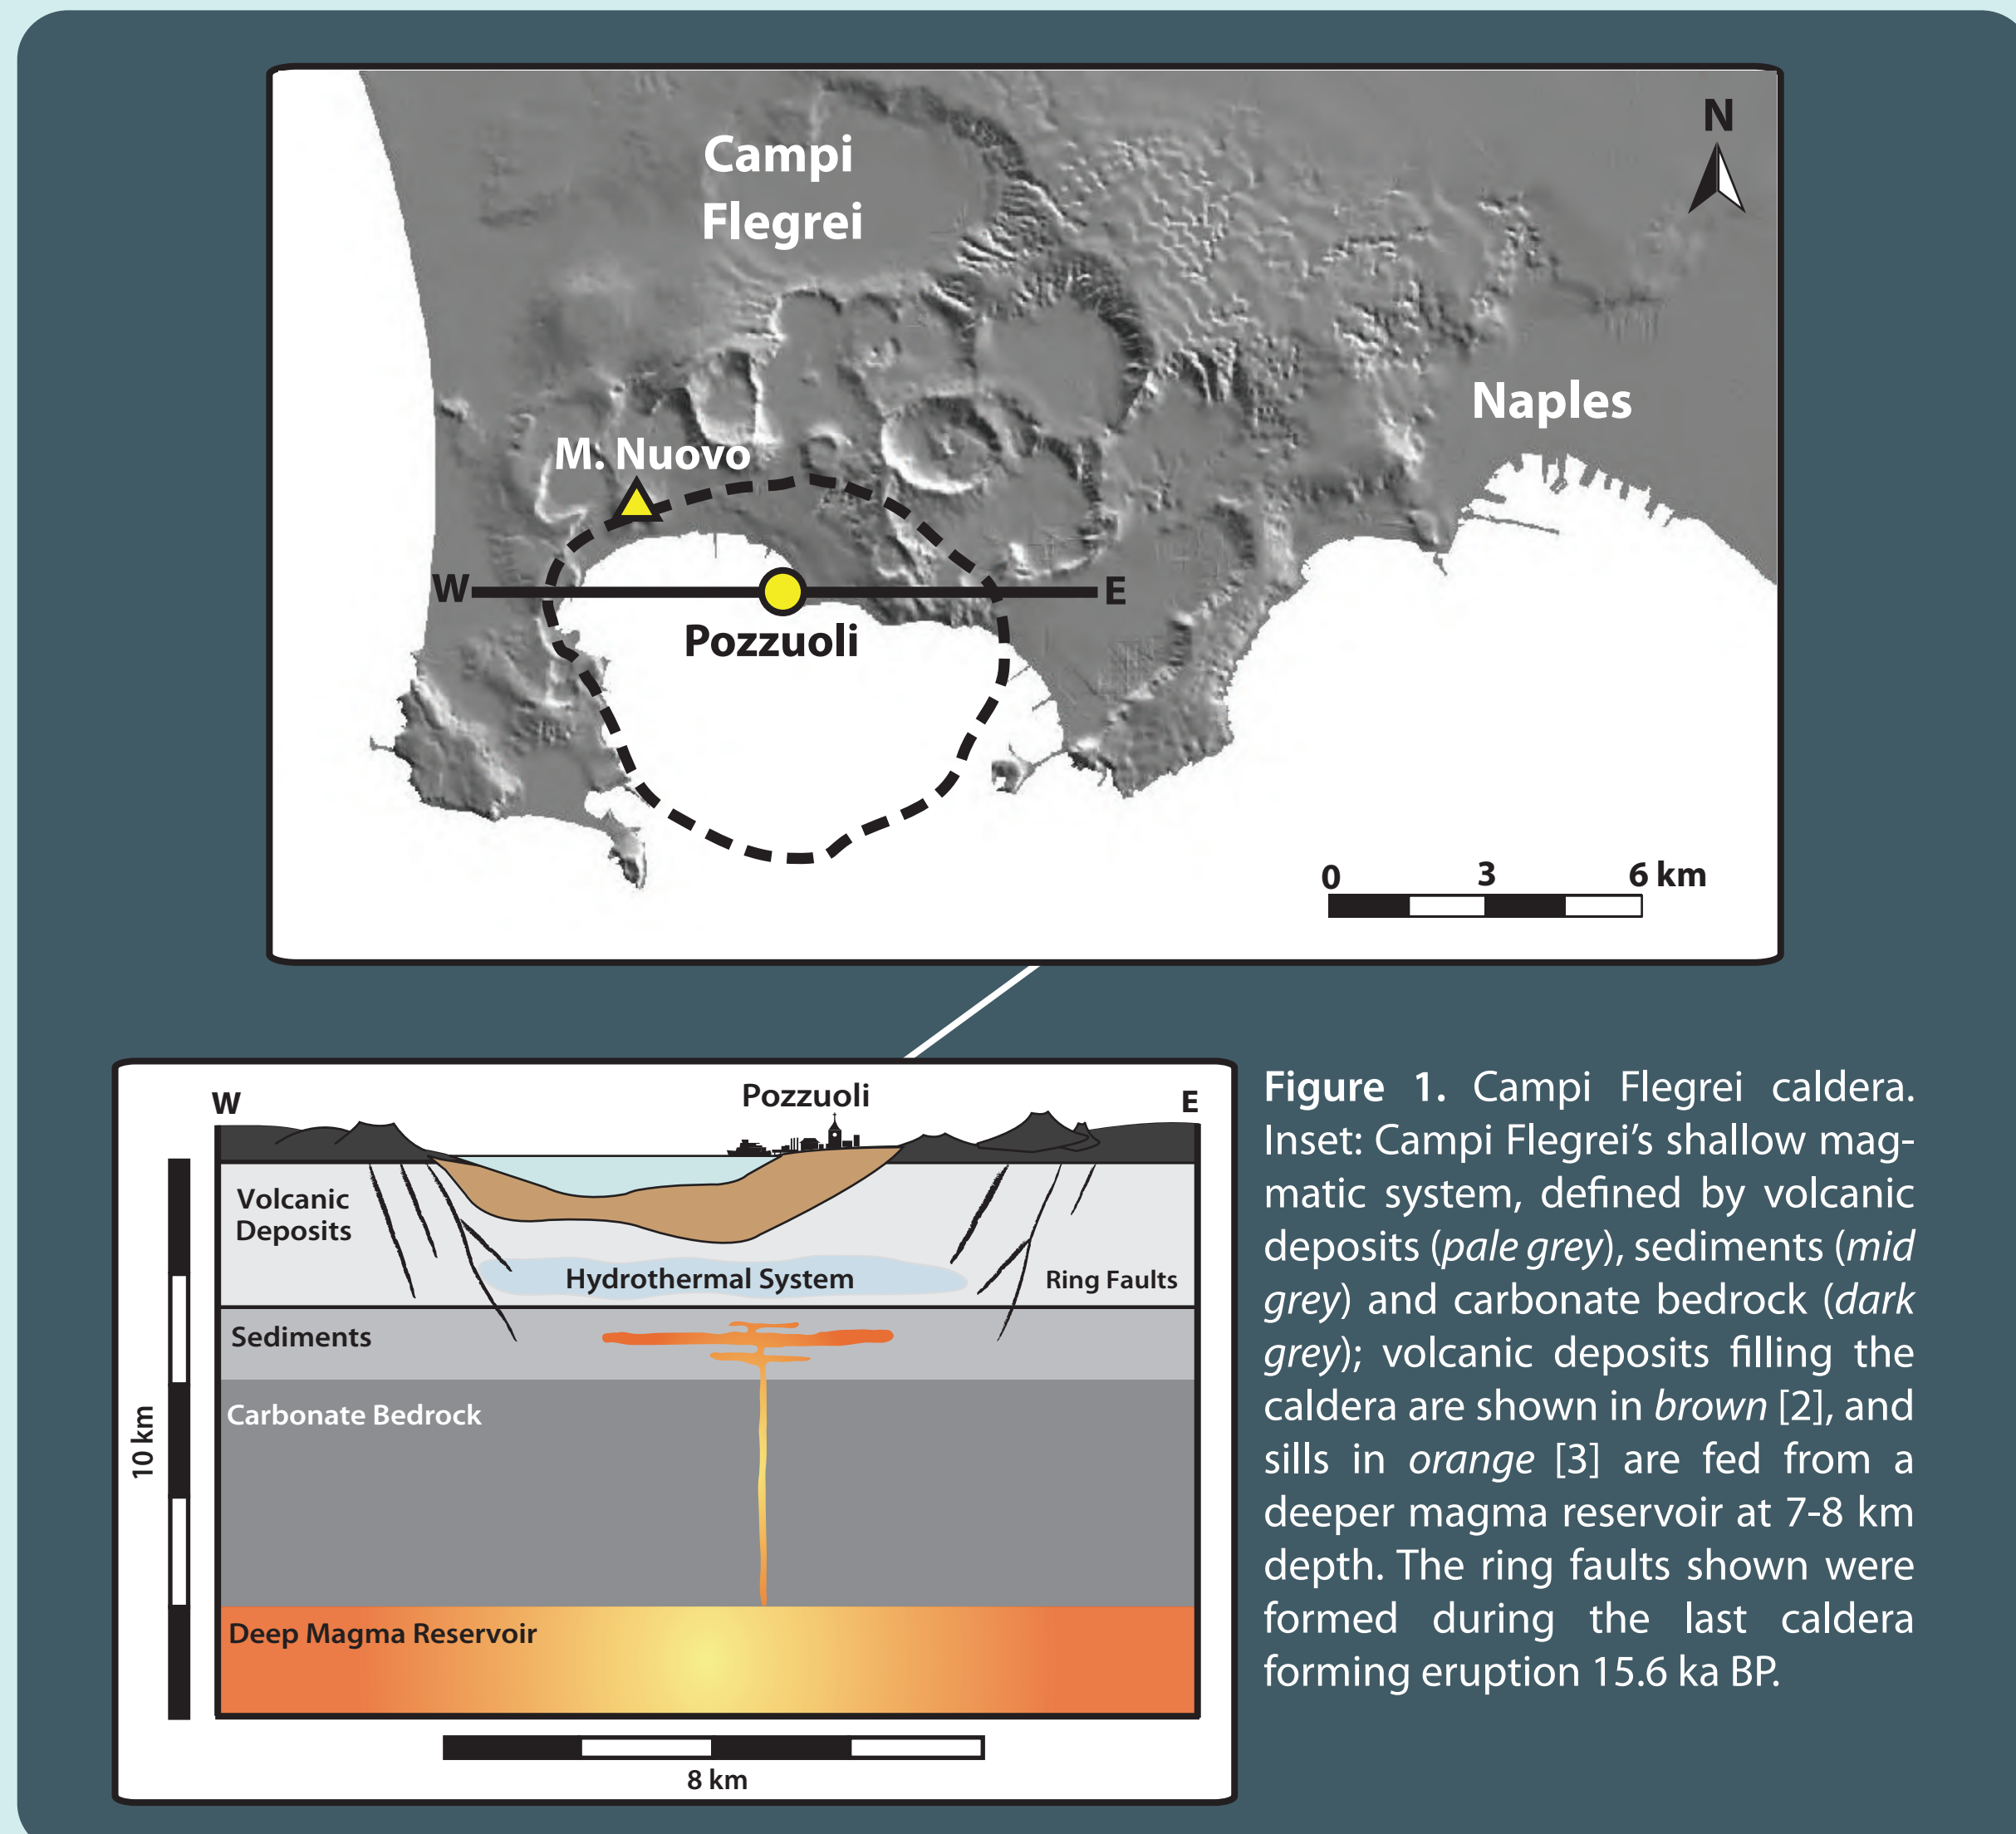 Campi
Flegrei
N
Naples
M. Nuovo
W
E
Pozzuoli
0 3 6 km
W
Pozzuoli
E
Volcanic
Deposits
Hydrothermal System
Ring Faults
Sediments
Carbonate Bedrock
10 km
Deep Magma Reservoir
8 km
Figure 1. Campi Flegrei caldera.
Inset: Campi Flegrei's shallow mag-
matic system, defined by volcanic
deposits (pale grey), sediments (mid
grey) and carbonate bedrock (dark
grey); volcanic deposits filling the
caldera are shown in brown [2], and
sills in orange [3] are fed from a
deeper magma reservoir at 7-8 km
depth. The ring faults shown were
formed during the last caldera
forming eruption 15.6 ka BP.